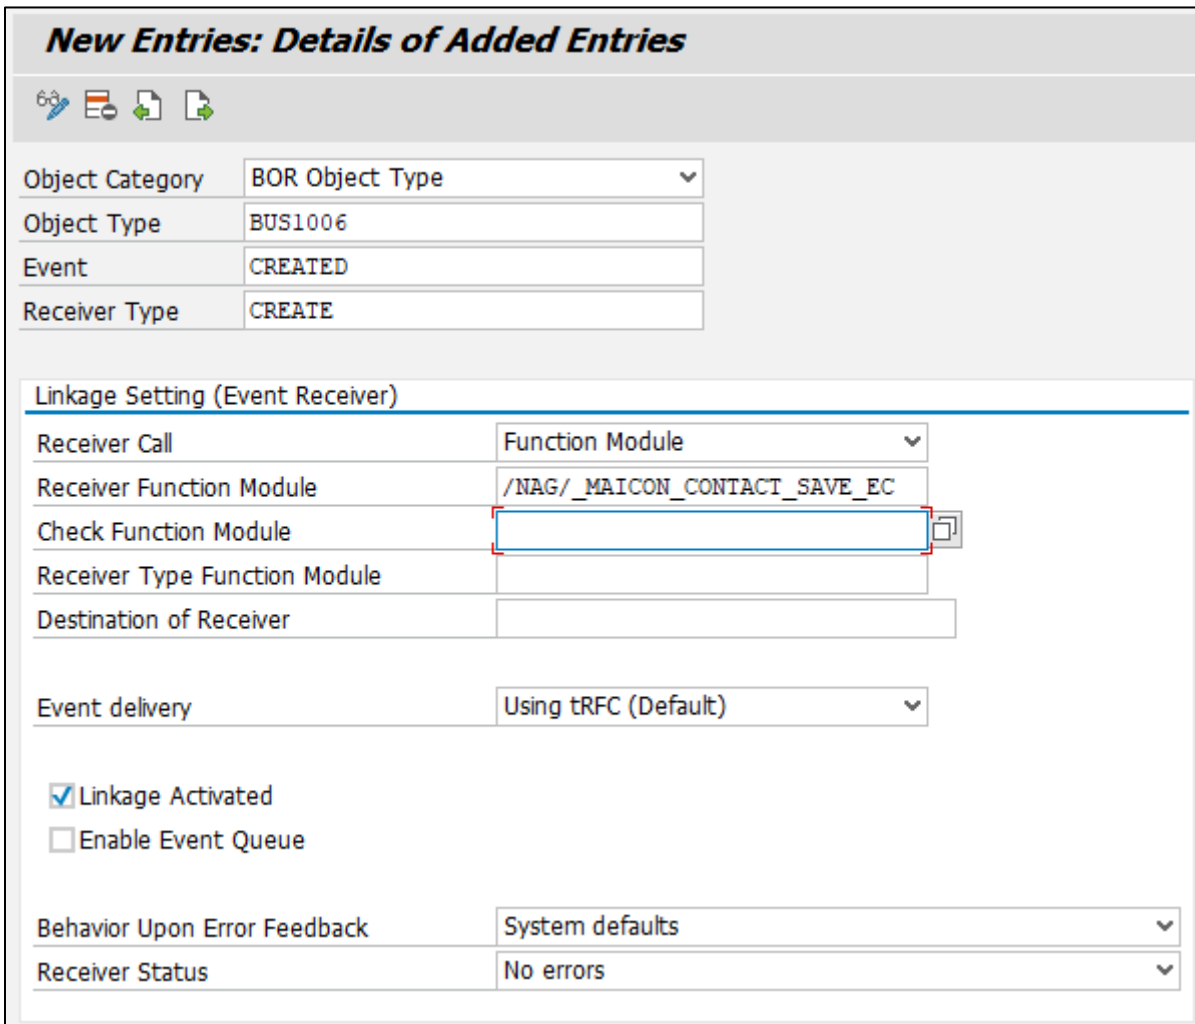 New Entries: Details of Added Entries
Object Category BOR Object Type
Object Type BUS1006
Event CREATED
Receiver Type CREATE
Linkage Setting (Event Receiver)
Receiver Call Function Module
Receiver Function Module /NAG/_MAICON_CONTACT_SAVE_EC
Check Function Module
Receiver Type Function Module
Destination of Receiver
Event delivery Using tRFC (Default)
Linkage Activated
Enable Event Queue
Behavior Upon Error Feedback System defaults
Receiver Status No errors